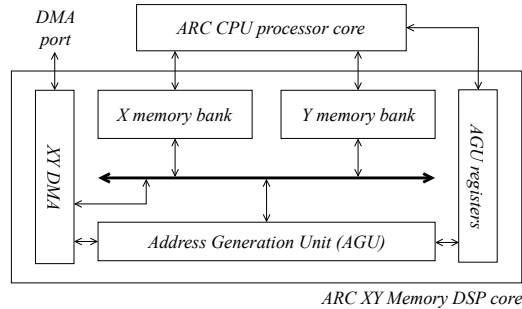 DMA
port
ARC CPU processor core
X memory bank
Y memory bank
XY DMA
AGU registers
Address Generation Unit (AGU)
ARC XY Memory DSP core